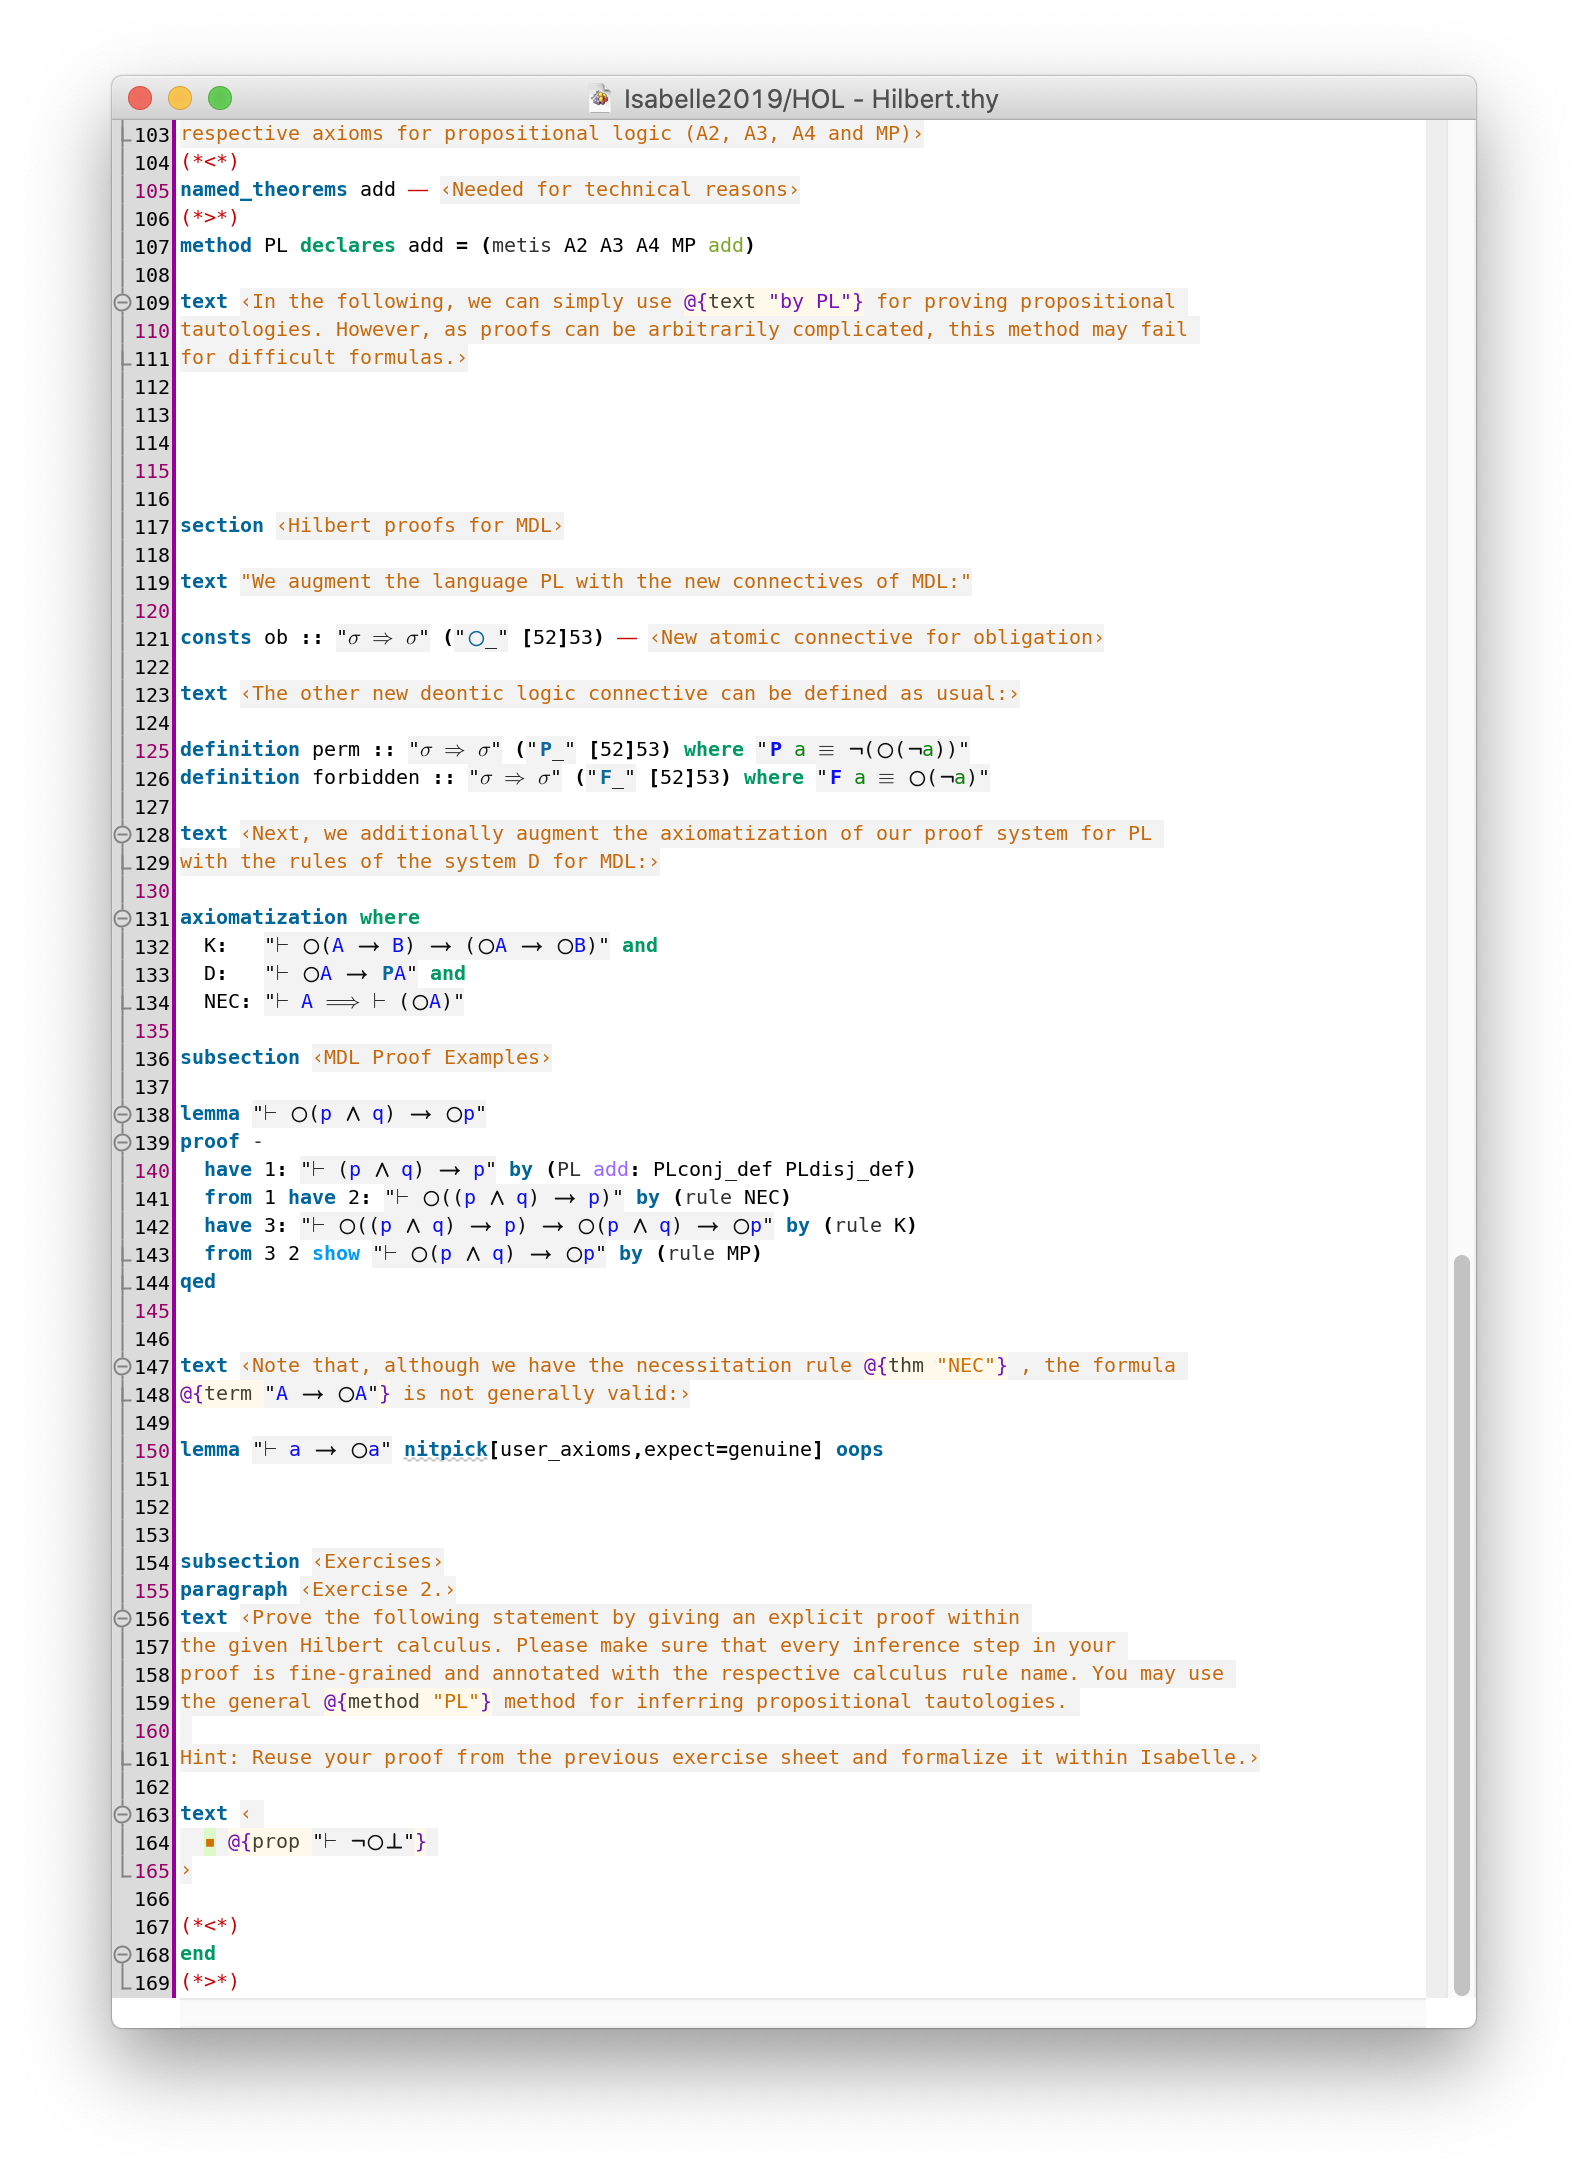 Isabelle2019/HOL - Hilbert.thy
103 respective axioms for propositional logic (A2, A3, A4 and MP)›
104 (*<*)
105 named_theorems add — ‹Needed for technical reasons›
106 (*>*)
107 method PL declares add = (metis A2 A3 A4 MP add)
108
109 text ‹In the following, we can simply use @{text "by PL"} for proving propositional
110 tautologies. However, as proofs can be arbitrarily complicated, this method may fail
111 for difficult formulas.›
112
113
114
115
116
117 section ‹Hilbert proofs for MDL›
118
119 text "We augment the language PL with the new connectives of MDL:"
120
121 consts ob :: "σ ⇒ σ" ("○_" [52]53) — ‹New atomic connective for obligation›
122
123 text ‹The other new deontic logic connective can be defined as usual:›
124
125 definition perm :: "σ ⇒ σ" ("P_" [52]53) where "P a ≡ ¬(○(¬a))"
126 definition forbidden :: "σ ⇒ σ" ("F_" [52]53) where "F a ≡ ○(¬a)"
127
128 text ‹Next, we additionally augment the axiomatization of our proof system for PL
129 with the rules of the system D for MDL:›
130
131 axiomatization where
132 K: "⊢ ○(A → B) → (○A → ○B)" and
133 D: "⊢ ○A → PA" and
134 NEC: "⊢ A ⟹ ⊢ (○A)"
135
136 subsection ‹MDL Proof Examples›
137
138 lemma "⊢ ○(p ∧ q) → ○p"
139 proof -
140 have 1: "⊢ (p ∧ q) → p" by (PL add: PLconj_def PLdisj_def)
141 from 1 have 2: "⊢ ○((p ∧ q) → p)" by (rule NEC)
142 have 3: "⊢ ○((p ∧ q) → p) → ○(p ∧ q) → ○p" by (rule K)
143 from 3 2 show "⊢ ○(p ∧ q) → ○p" by (rule MP)
144 qed
145
146
147 text ‹Note that, although we have the necessitation rule @{thm "NEC"} , the formula
148 @{term "A → ○A"} is not generally valid:›
149
150 lemma "⊢ a → ○a" nitpick[user_axioms,expect=genuine] oops
151
152
153
154 subsection ‹Exercises›
155 paragraph ‹Exercise 2.›
156 text ‹Prove the following statement by giving an explicit proof within
157 the given Hilbert calculus. Please make sure that every inference step in your
158 proof is fine-grained and annotated with the respective calculus rule name. You may use
159 the general @{method "PL"} method for inferring propositional tautologies.
160
161 Hint: Reuse your proof from the previous exercise sheet and formalize it within Isabelle.›
162
163 text ‹
164 ▪ @{prop "⊢ ¬○⊥"}
165 ›
166
167 (*<*)
168 end
169 (*>*)